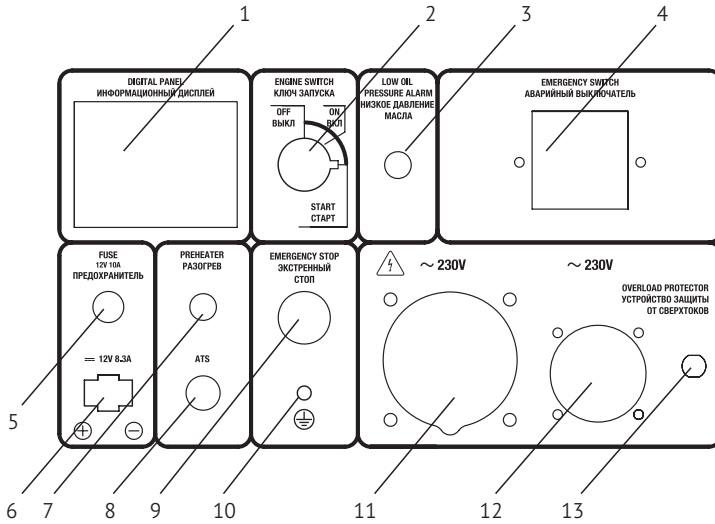 1
2
3
4
DIGITAL PANEL
ИНФОРМАЦИОННЫЙ ДИСПЛЕЙ
ENGINE SWITCH
КЛЮЧ ЗАПУСКА
OFF
ВЫКЛ
ON
ВКЛ
START
СТАРТ
LOW OIL
PRESSURE ALARM
НИЗКОЕ ДАВЛЕНИЕ
МАСЛА
EMERGENCY SWITCH
АВАРИЙНЫЙ ВЫКЛЮЧАТЕЛЬ
FUSE
12V 10A
ПРЕДОХРАНИТЕЛЬ
12V 8.3A
PREHEATER
РАЗОГРЕВ
ATS
EMERGENCY STOP
ЭКСТРЕННЫЙ
СТОП
~ 230V
~ 230V
OVERLOAD PROTECTOR
УСТРОЙСТВО ЗАЩИТЫ
ОТ СВЕРХТОКОВ
5
6
7
8
9
10
11
12
13